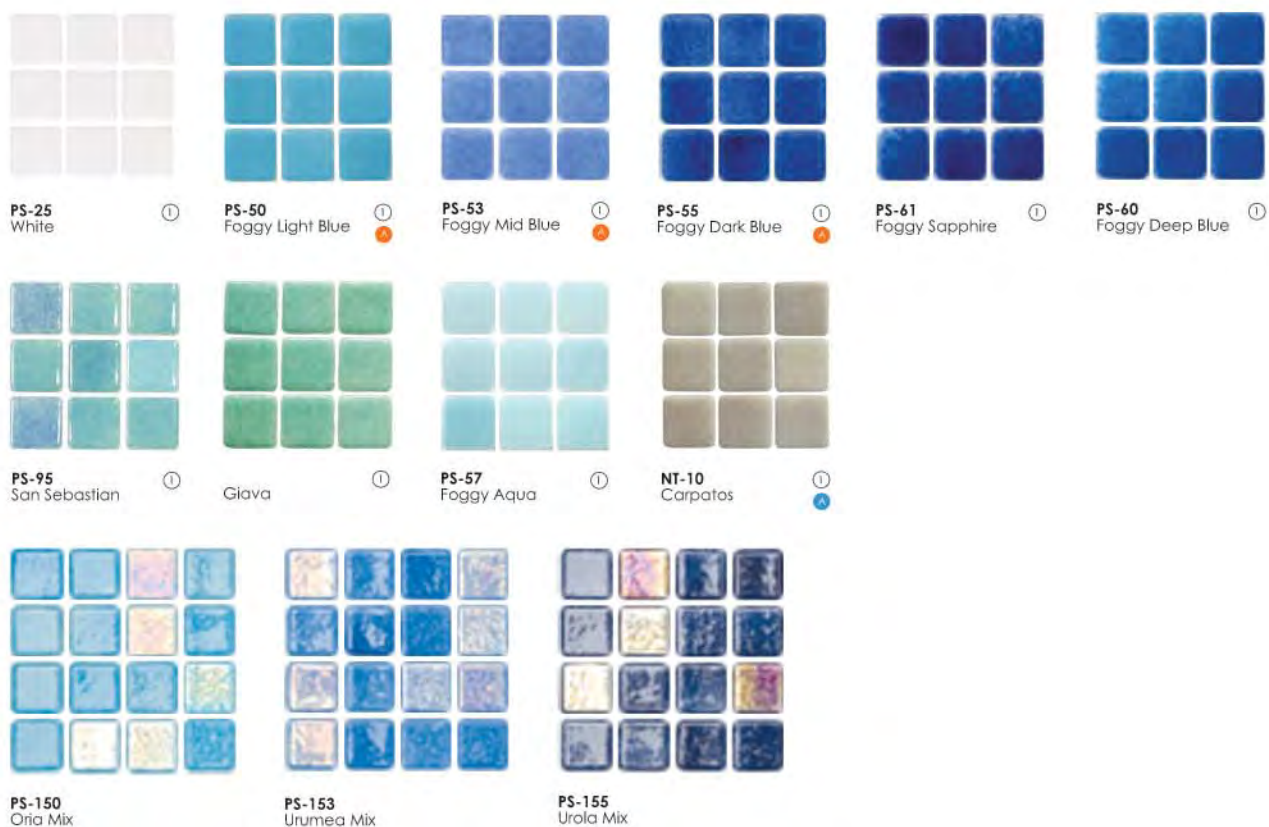 PS-25 I
White
PS-50 I
Foggy Light Blue A
PS-53 I
Foggy Mid Blue A
PS-55 I
Foggy Dark Blue A
PS-61 I
Foggy Sapphire
PS-60 I
Foggy Deep Blue
PS-95 I
San Sebastian
I
Giava
PS-57 I
Foggy Aqua
NT-10 I
Carpatos A
PS-150
Oria Mix
PS-153
Urumea Mix
PS-155
Urola Mix